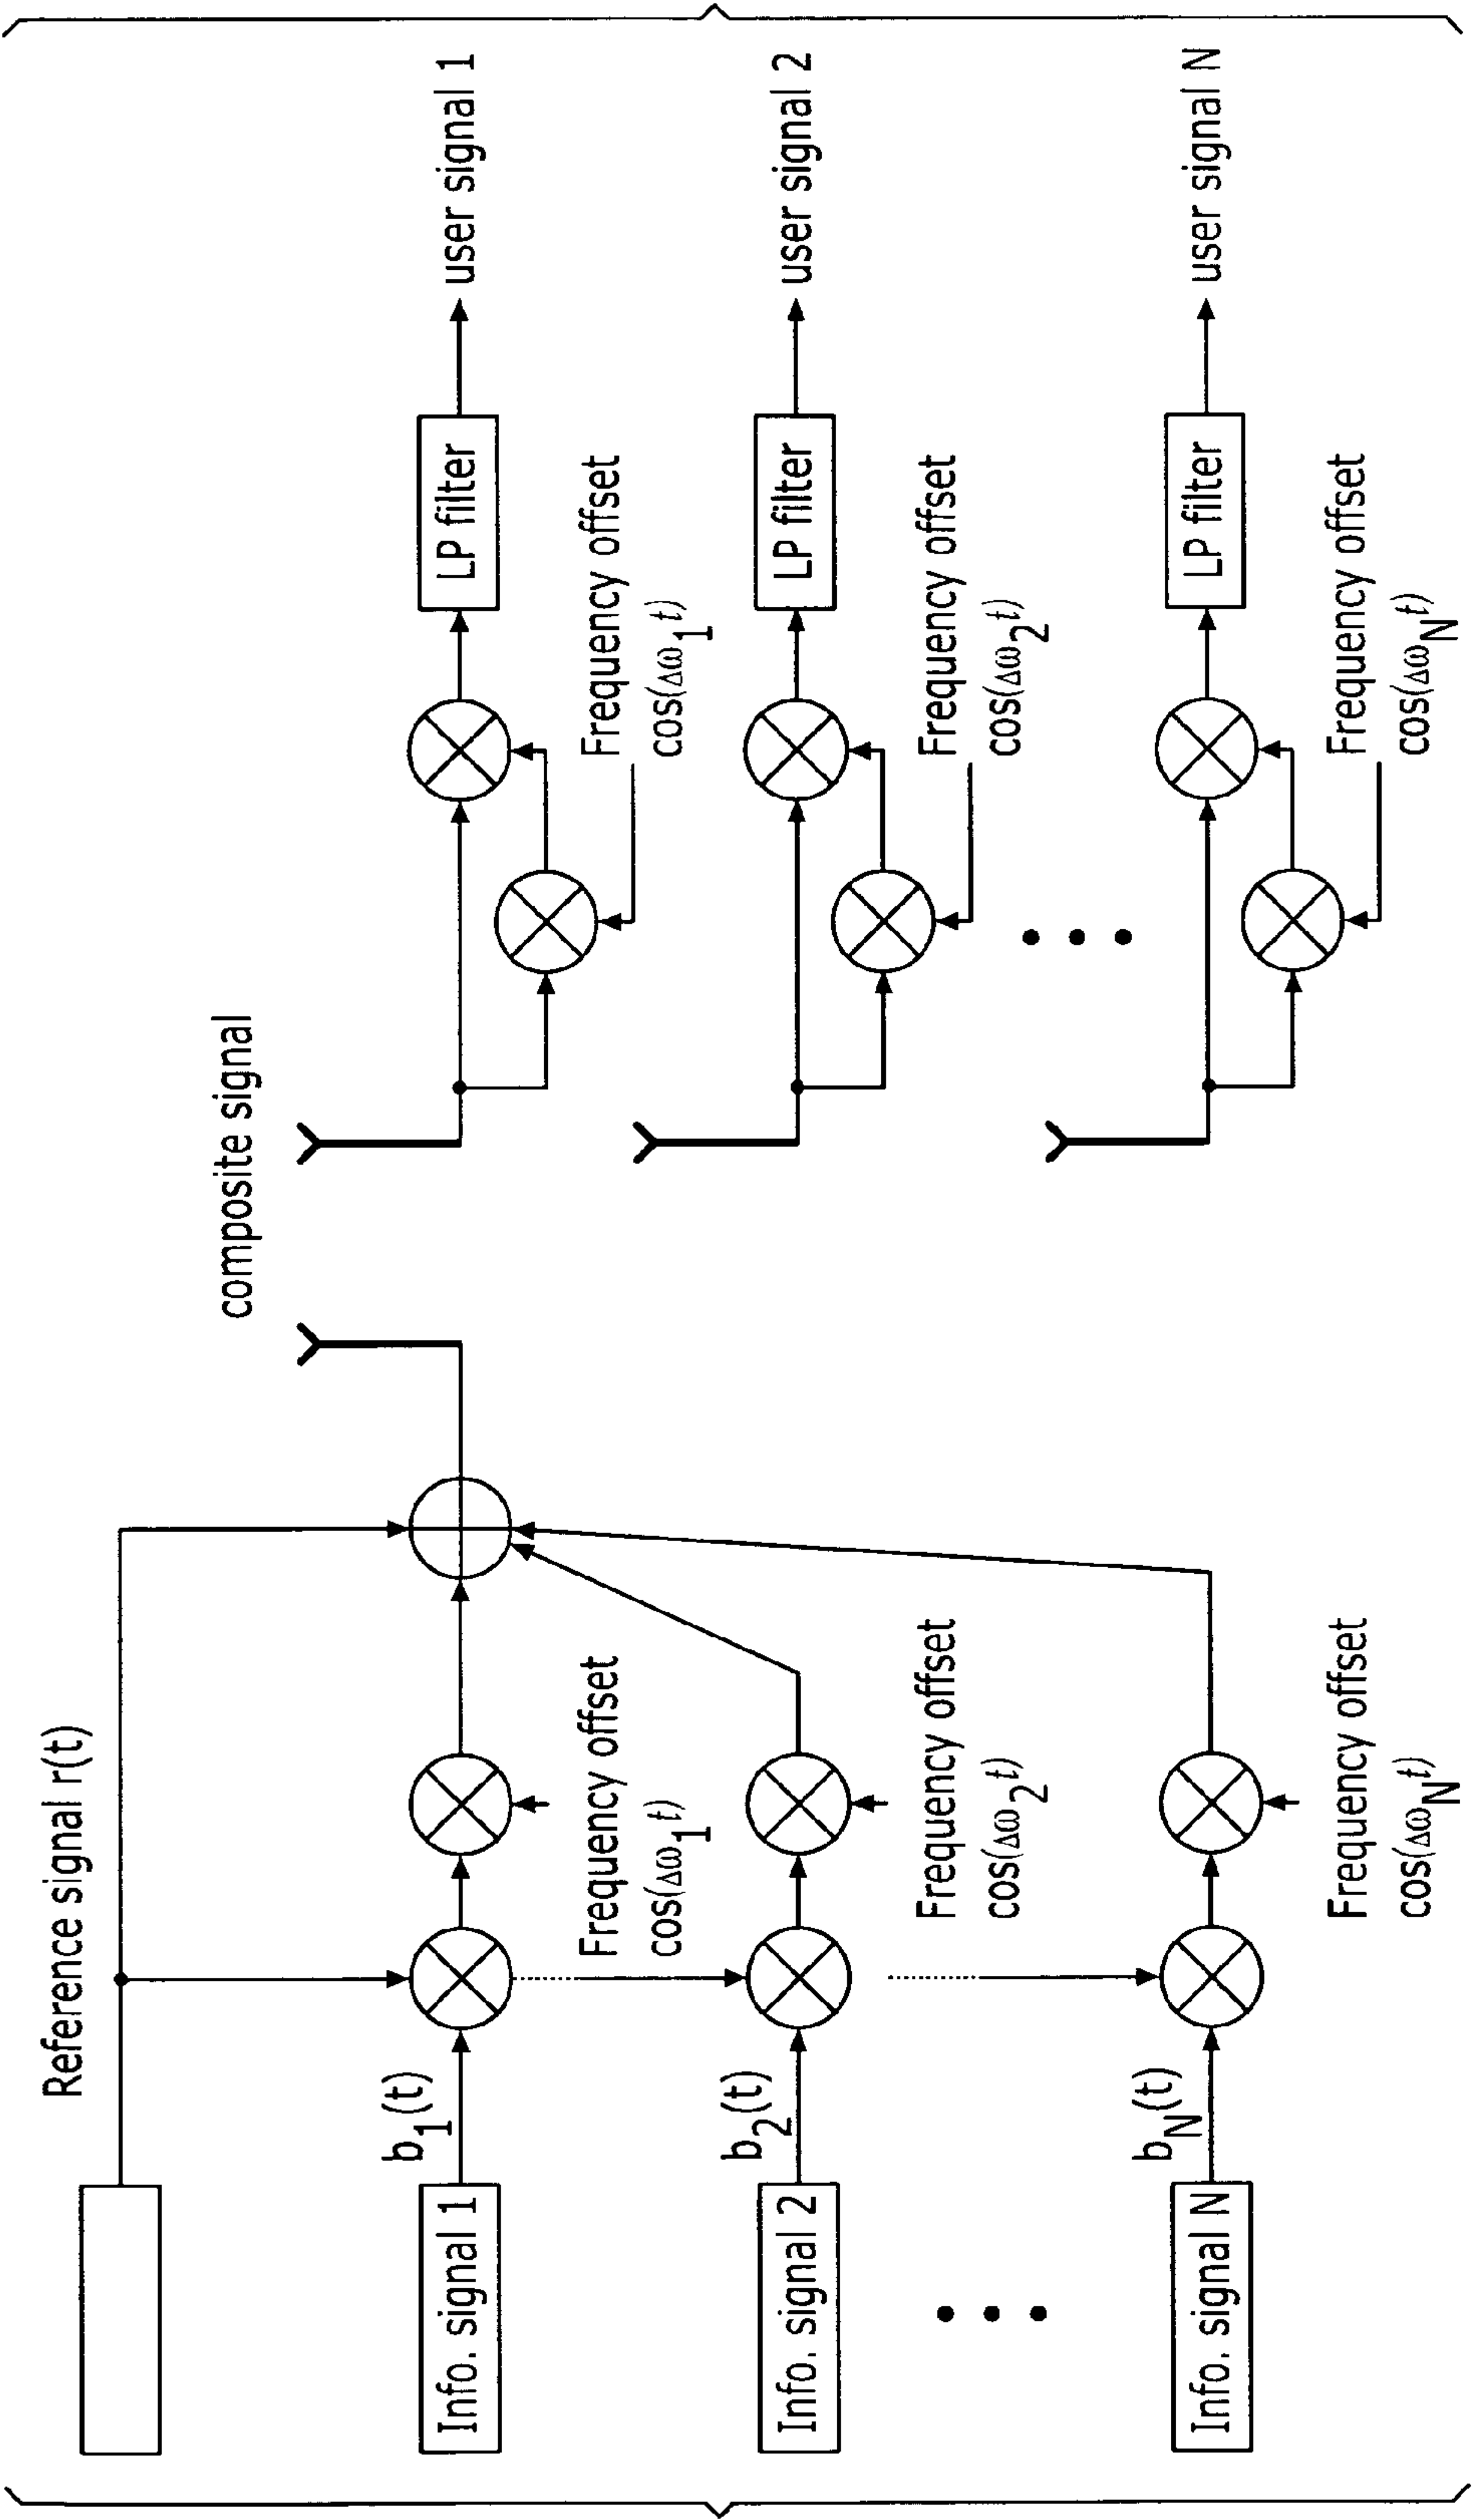 Reference signal r(t)
composite signal
Info. signal 1
b1(t)
Frequency offset
cos(Δω1t)
LP filter
user signal 1
Frequency offset
cos(Δω1t)
Info. signal 2
b2(t)
Frequency offset
cos(Δω2t)
LP filter
user signal 2
Frequency offset
cos(Δω2t)
Info. signal N
bN(t)
Frequency offset
cos(ΔωNt)
LP filter
user signal N
Frequency offset
cos(ΔωNt)